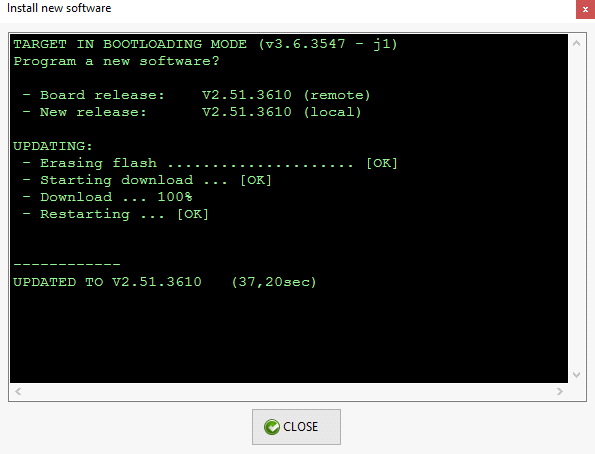 Install new software
x
TARGET IN BOOTLOADING MODE (v3.6.3547 - j1)
Program a new software?
- Board release:    V2.51.3610 (remote)
- New release:      V2.51.3610 (local)
UPDATING:
- Erasing flash ..................... [OK]
- Starting download ... [OK]
- Download ... 100%
- Restarting ... [OK]
------------
UPDATED TO V2.51.3610   (37,20sec)
CLOSE